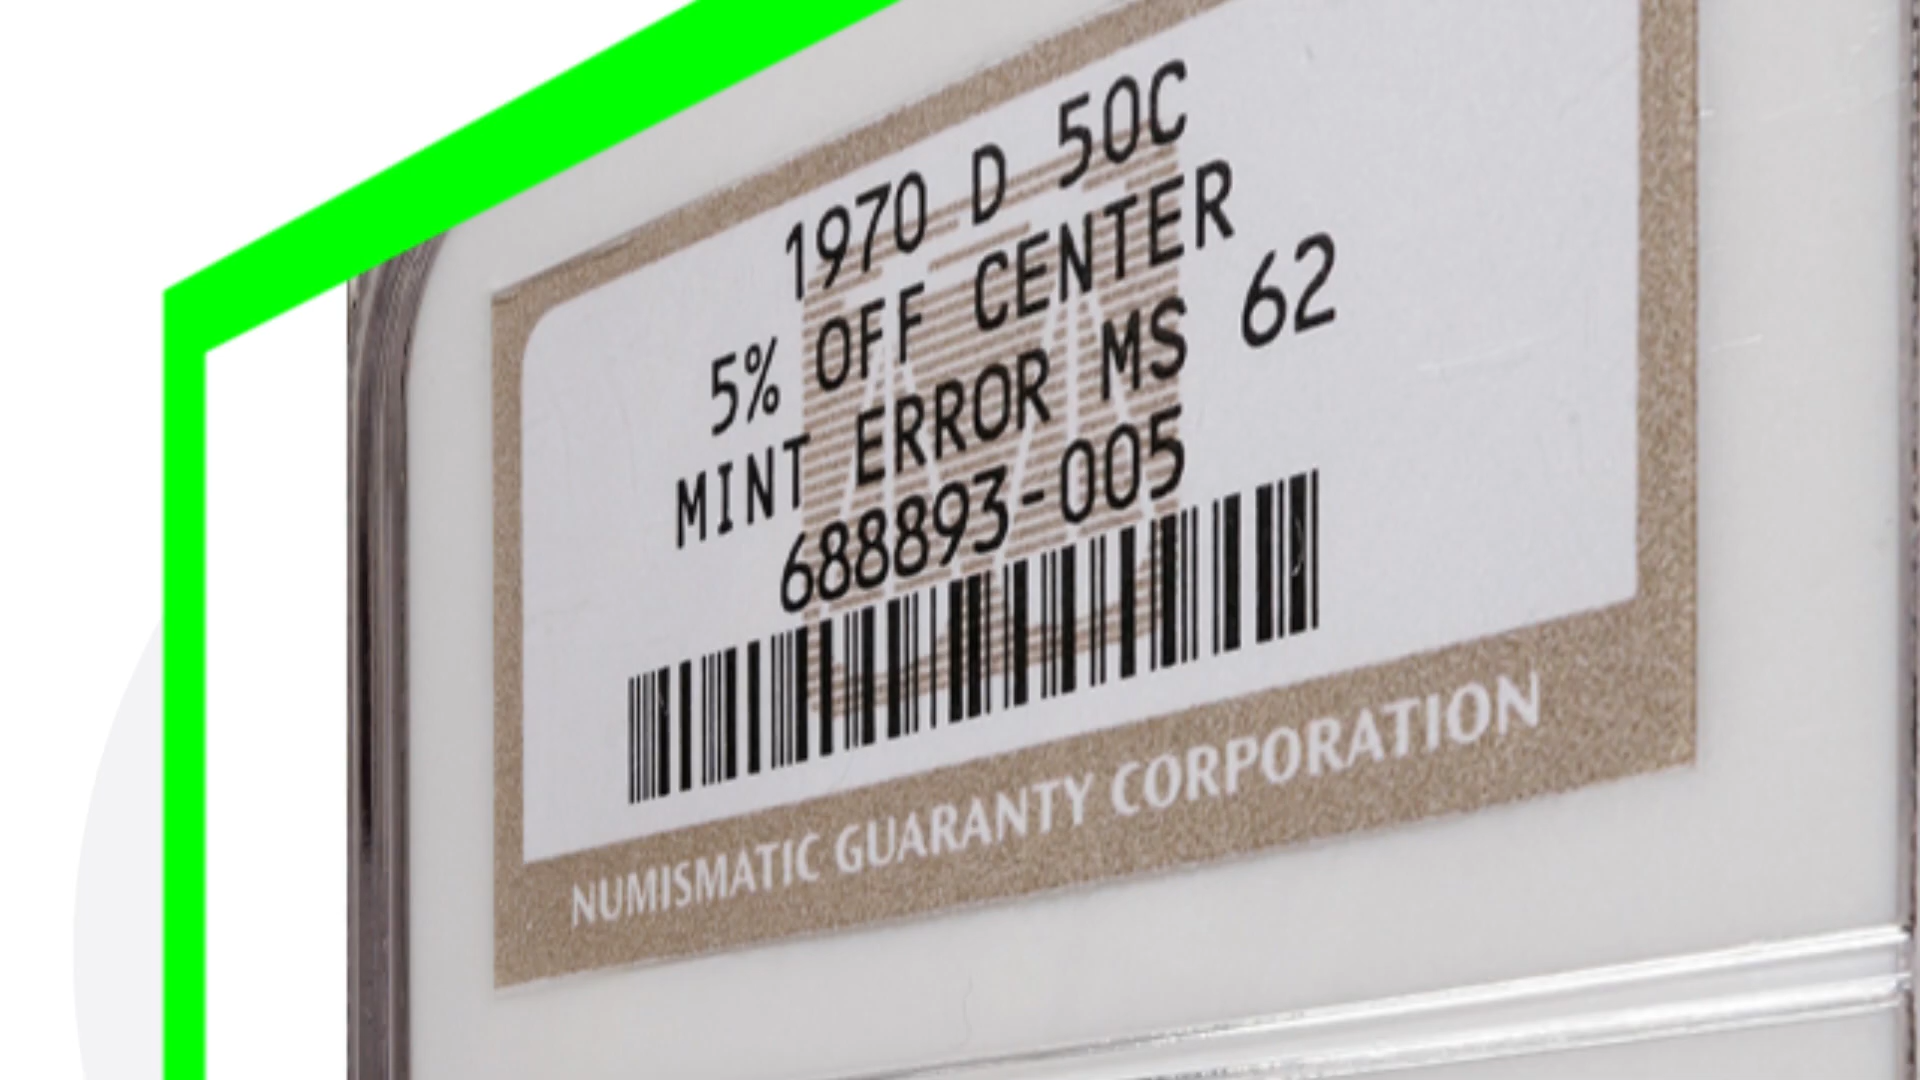 1970 D 50C
5% OFF CENTER
MINT ERROR MS 62
688893-005
NUMISMATIC GUARANTY CORPORATION